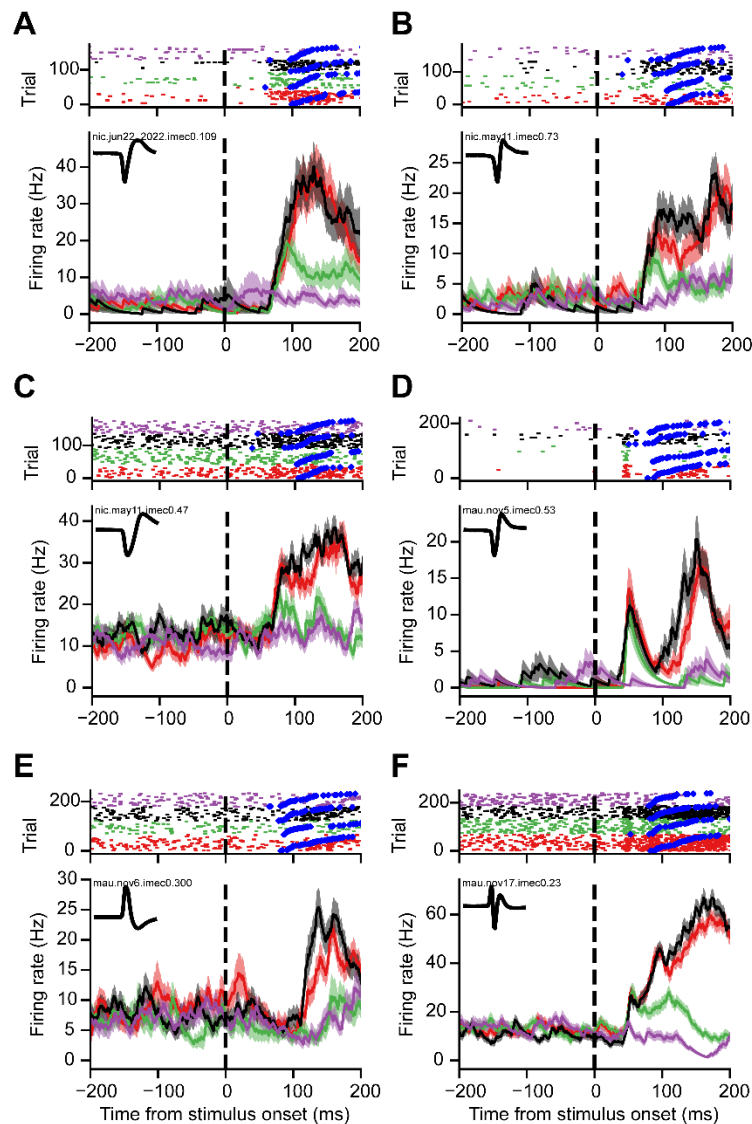 A
Trial
100
0
nic.jun22_2022.imec0.109
Firing rate (Hz)
40
30
20
10
0
−200
−100
0
100
200
B
Trial
100
0
nic.may11.imec0.73
Firing rate (Hz)
25
20
15
10
5
0
−200
−100
0
100
200
C
Trial
100
0
nic.may11.imec0.47
Firing rate (Hz)
40
30
20
10
0
−200
−100
0
100
200
D
Trial
200
0
mau.nov5.imec0.53
Firing rate (Hz)
20
15
10
5
0
−200
−100
0
100
200
E
Trial
200
0
mau.nov6.imec0.300
Firing rate (Hz)
30
25
20
15
10
5
0
−200
−100
0
100
200
Time from stimulus onset (ms)
F
Trial
200
0
mau.nov17.imec0.23
Firing rate (Hz)
60
40
20
0
−200
−100
0
100
200
Time from stimulus onset (ms)